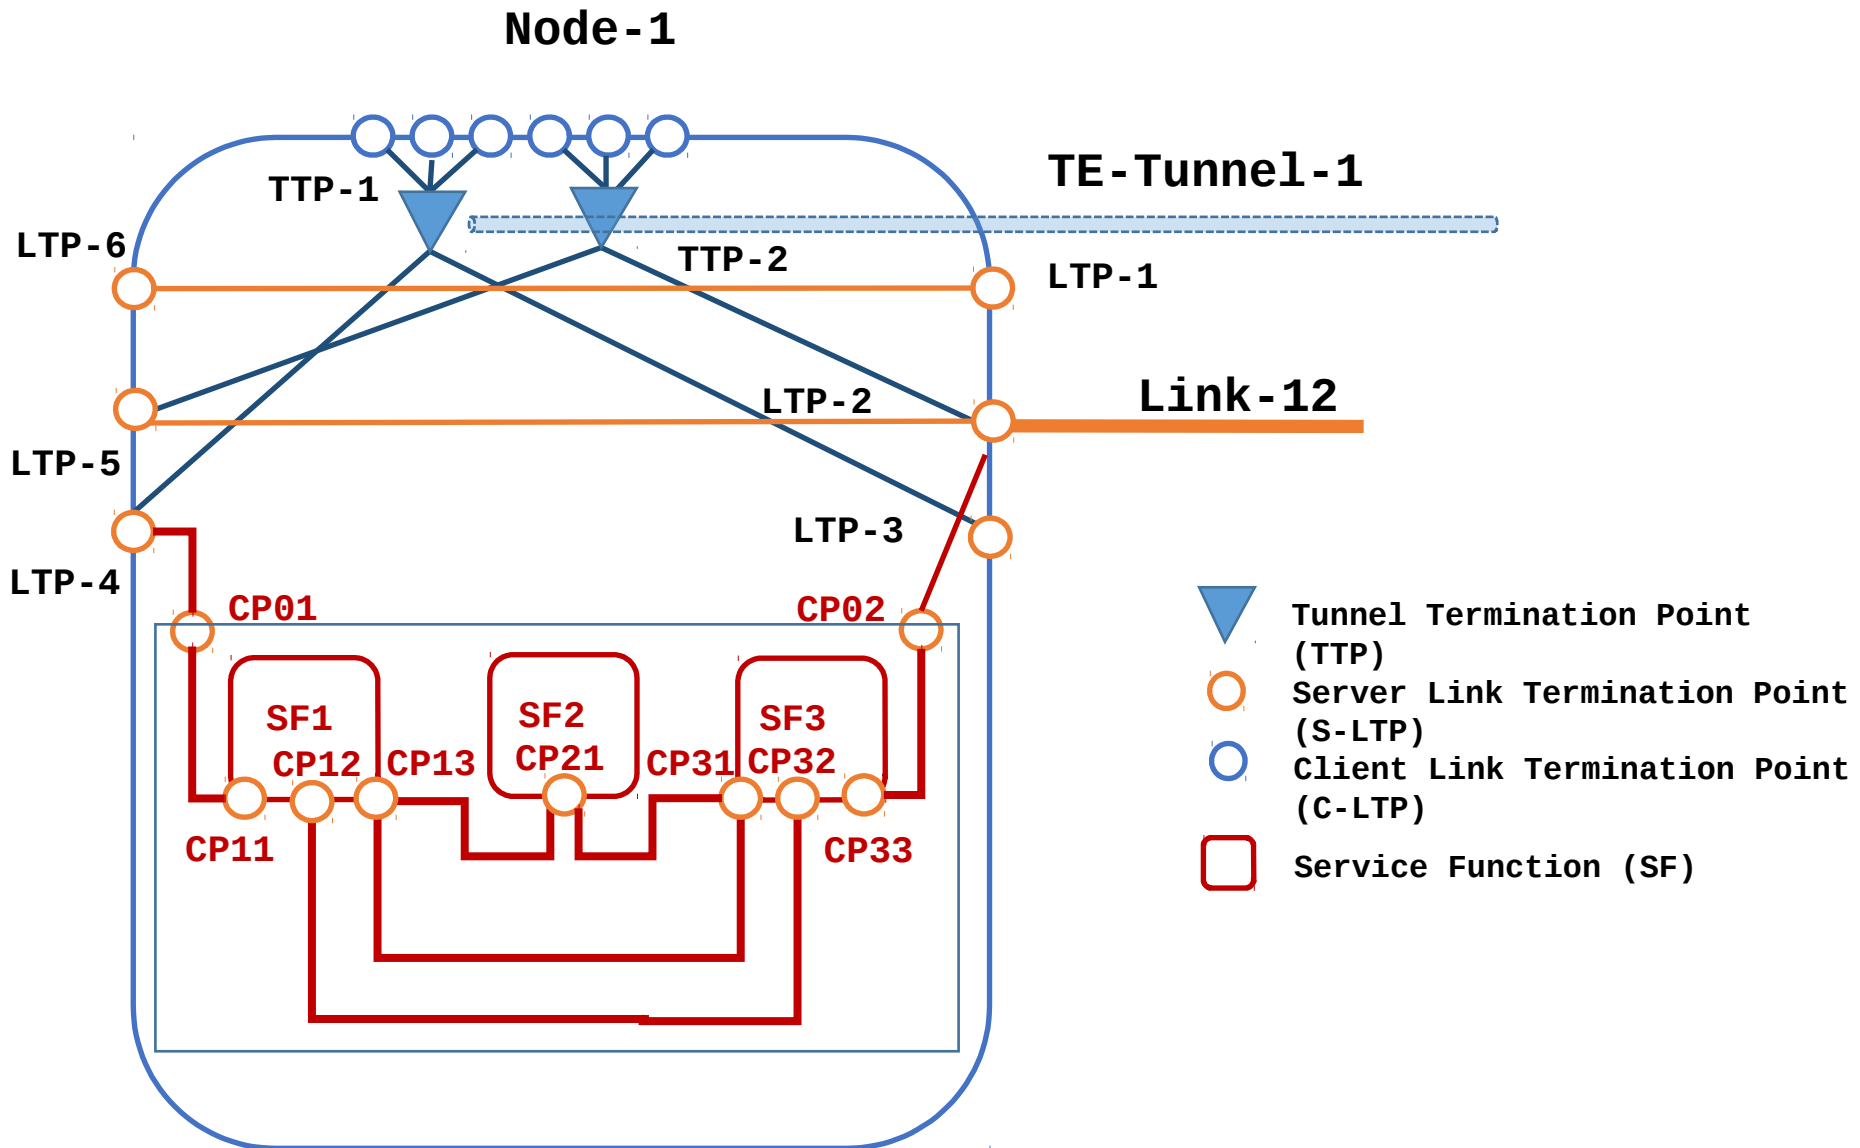 Node-1
TE-Tunnel-1
TTP-1
LTP-6
TTP-2
LTP-1
Link-12
LTP-2
LTP-5
LTP-3
LTP-4
CP01
CP02
SF1
SF2
SF3
CP12
CP13
CP21
CP31
CP32
CP11
CP33
Tunnel Termination Point
(TTP)
Server Link Termination Point
(S-LTP)
Client Link Termination Point
(C-LTP)
Service Function (SF)